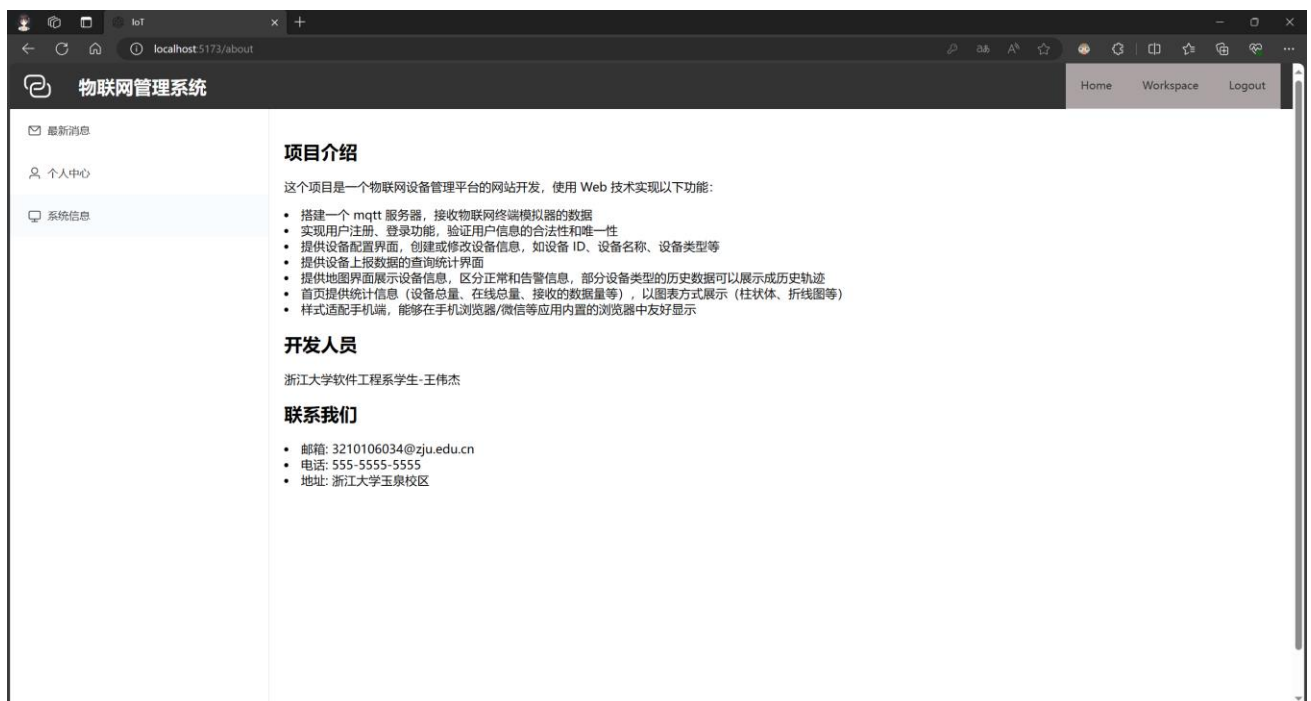 IoT
localhost:5173/about
物联网管理系统
Home Workspace Logout
最新消息
个人中心
系统信息
项目介绍
这个项目是一个物联网设备管理平台的网站开发，使用 Web 技术实现以下功能：
• 搭建一个 mqtt 服务器，接收物联网终端模拟器的数据
• 实现用户注册、登录功能，验证用户信息的合法性和唯一性
• 提供设备配置界面，创建或修改设备信息，如设备 ID、设备名称、设备类型等
• 提供设备上报数据的查询统计界面
• 提供地图界面展示设备信息，区分正常和告警信息，部分设备类型的历史数据可以展示成历史轨迹
• 首页提供统计信息（设备总量、在线总量、接收的数据量等），以图表方式展示（柱状体、折线图等）
• 样式适配手机端，能够在手机浏览器/微信等应用内置的浏览器中友好显示
开发人员
浙江大学软件工程系学生-王伟杰
联系我们
• 邮箱: 3210106034@zju.edu.cn
• 电话: 555-5555-5555
• 地址: 浙江大学玉泉校区